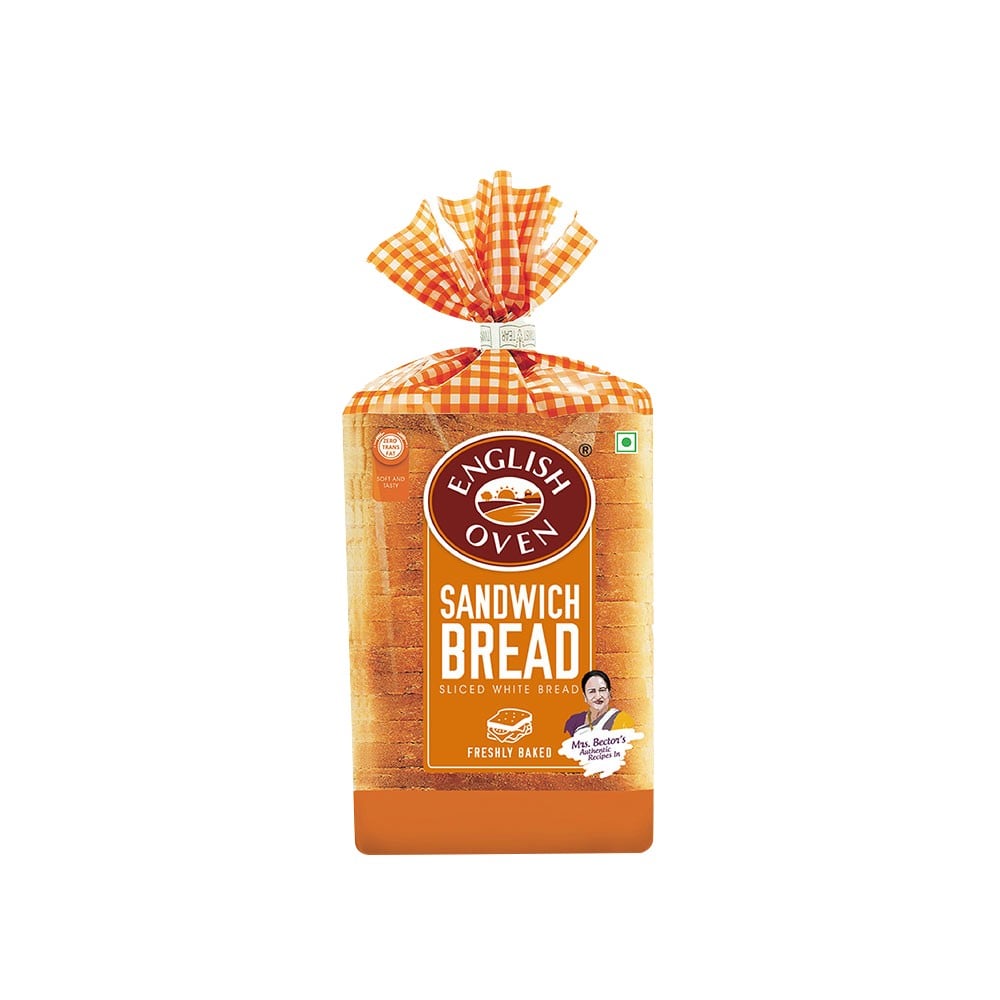 TEAR
ZERO
TRANS
FAT
SOFT AND
TASTY
ENGLISH
OVEN
®
SANDWICH
BREAD
SLICED WHITE BREAD
FRESHLY BAKED
Mrs. Bector's
Authentic
Recipes In